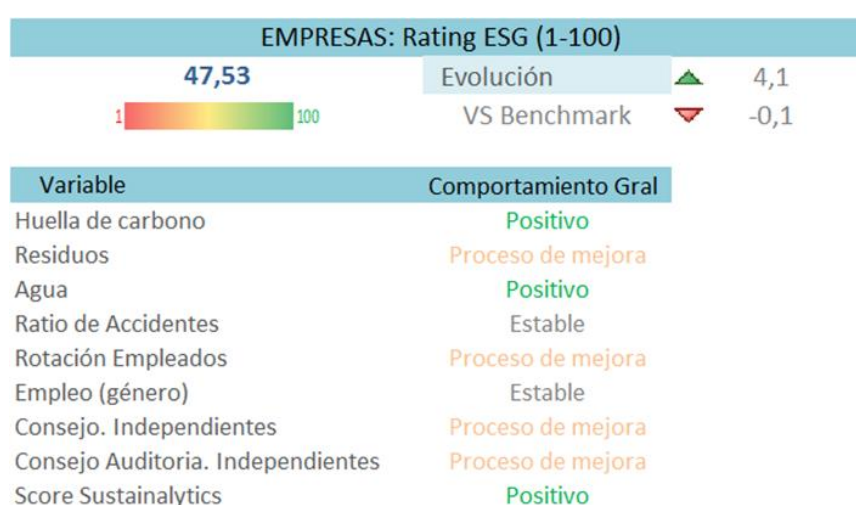 EMPRESAS: Rating ESG (1-100)
47,53 Evolución 4,1
1 100 VS Benchmark -0,1
Variable Comportamiento Gral
Huella de carbono Positivo
Residuos Proceso de mejora
Agua Positivo
Ratio de Accidentes Estable
Rotación Empleados Proceso de mejora
Empleo (género) Estable
Consejo. Independientes Proceso de mejora
Consejo Auditoria. Independientes Proceso de mejora
Score Sustainalytics Positivo